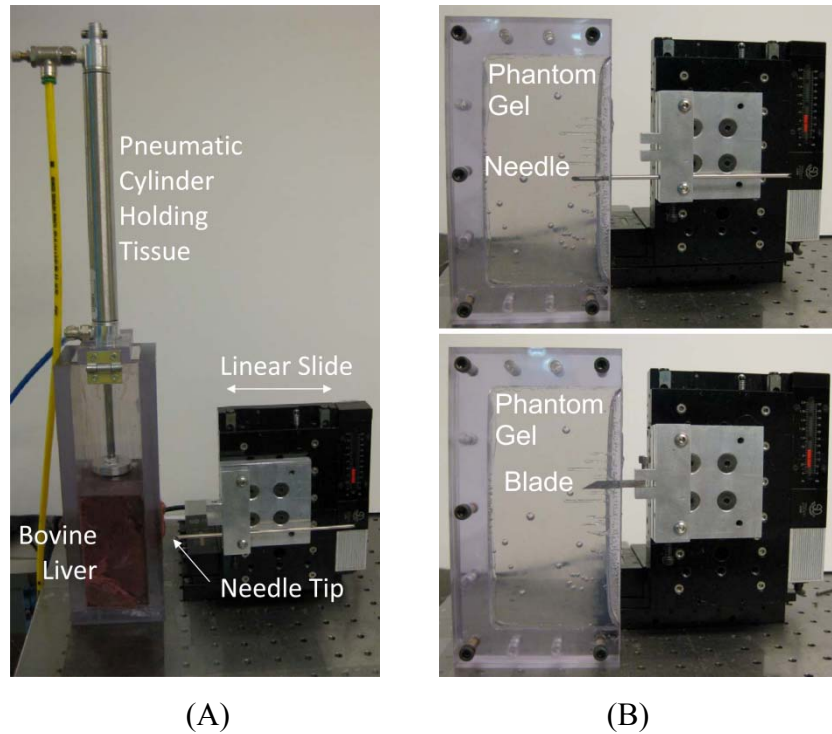 Pneumatic
Cylinder
Holding
Tissue
Linear Slide
Bovine
Liver
Needle Tip
(A)
Phantom
Gel
Needle
Phantom
Gel
Blade
(B)